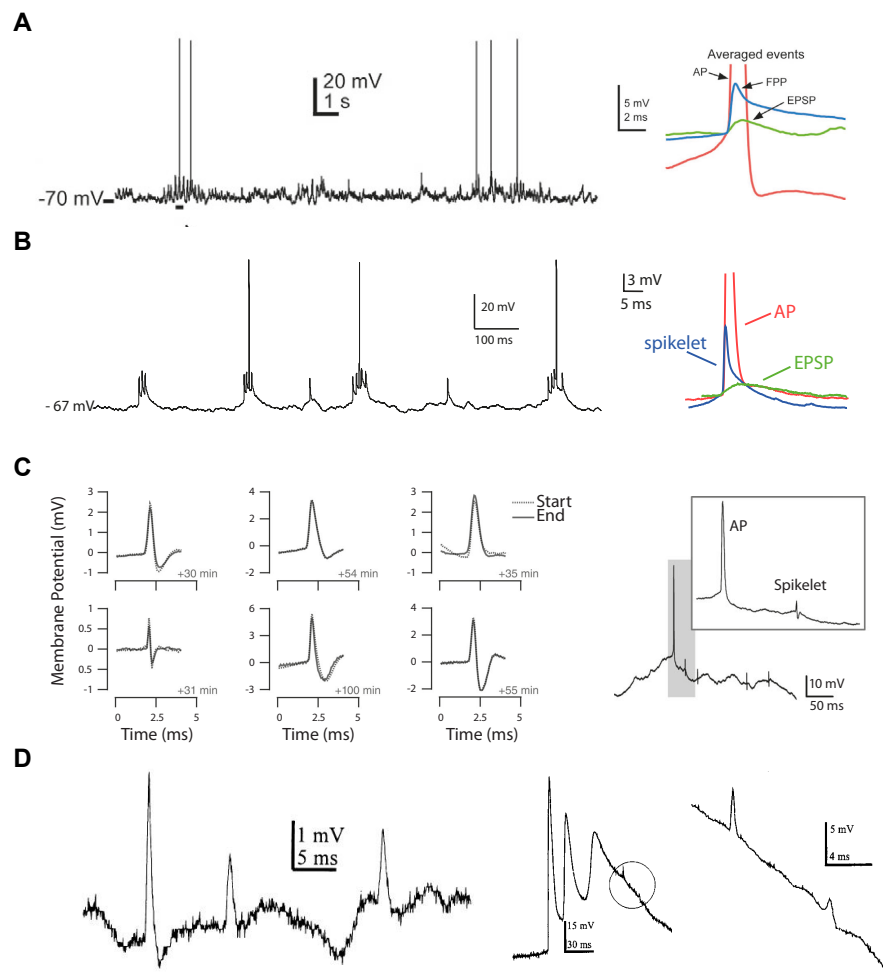 A
20 mV
1 s
-70 mV
Averaged events
AP
FPP
EPSP
5 mV
2 ms
B
20 mV
100 ms
- 67 mV
3 mV
5 ms
AP
spikelet
EPSP
C
Membrane Potential (mV)
3
2
1
0
-1
+30 min
4
2
0
-2
+54 min
3
2
1
0
-1
+35 min
Start
End
1
0.5
0
0.5
1
+31 min
6
3
0
-3
+100 min
4
2
0
-2
+55 min
0 2.5 5
0 2.5 5
0 2.5 5
Time (ms)
Time (ms)
Time (ms)
AP
Spikelet
10 mV
50 ms
D
1 mV
5 ms
15 mV
30 ms
5 mV
4 ms